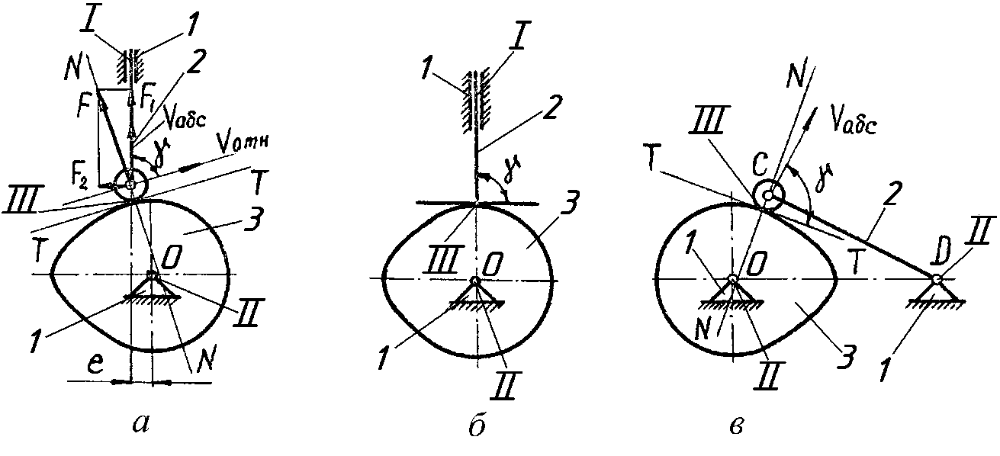 I 1
N 2
F F₁
Vабс
Vотн
γ
T
F₂
III
3
T
O
II
1
e N
а
I
1
2
γ
3
III O
1
II
б
N
III Vабс
T C γ
2
1 O T D II
N
3 1
II
в